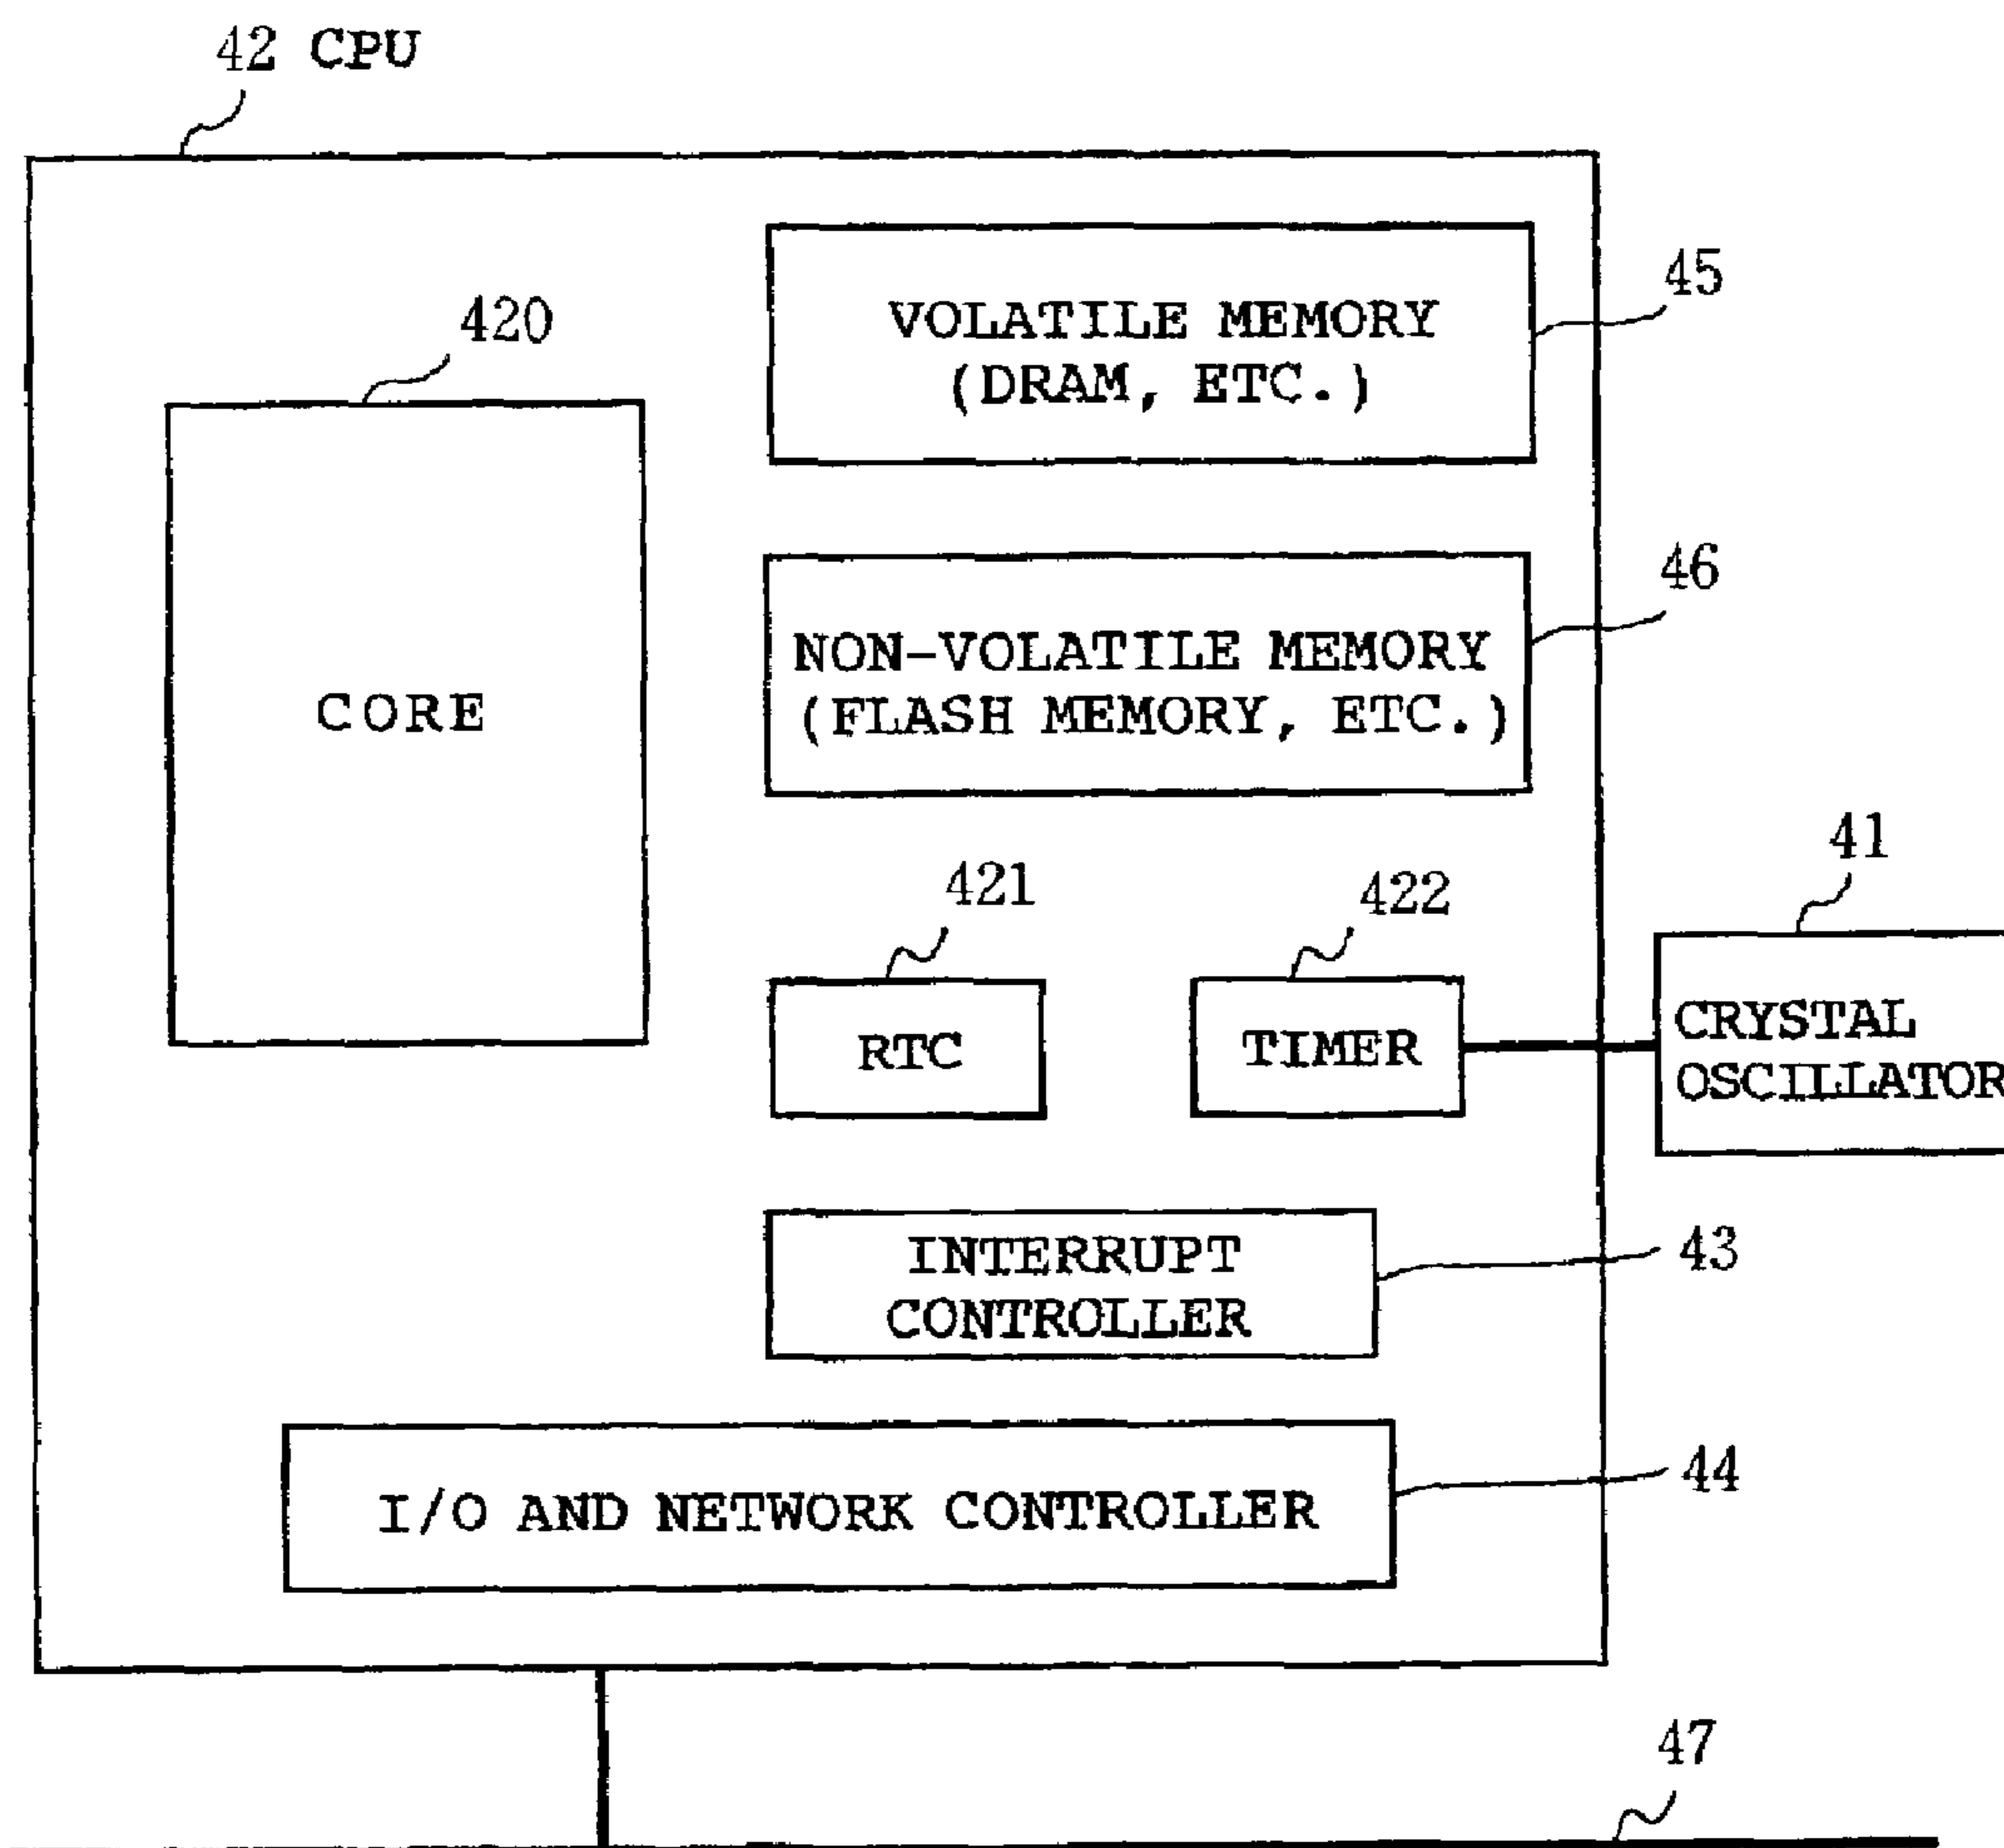 42 CPU
45
VOLATILE MEMORY
(DRAM, ETC.)
420
46
NON-VOLATILE MEMORY
(FLASH MEMORY, ETC.)
CORE
41
421
422
CRYSTAL
OSCILLATOR
RTC
TIMER
INTERRUPT
CONTROLLER
43
I/O AND NETWORK CONTROLLER
44
47